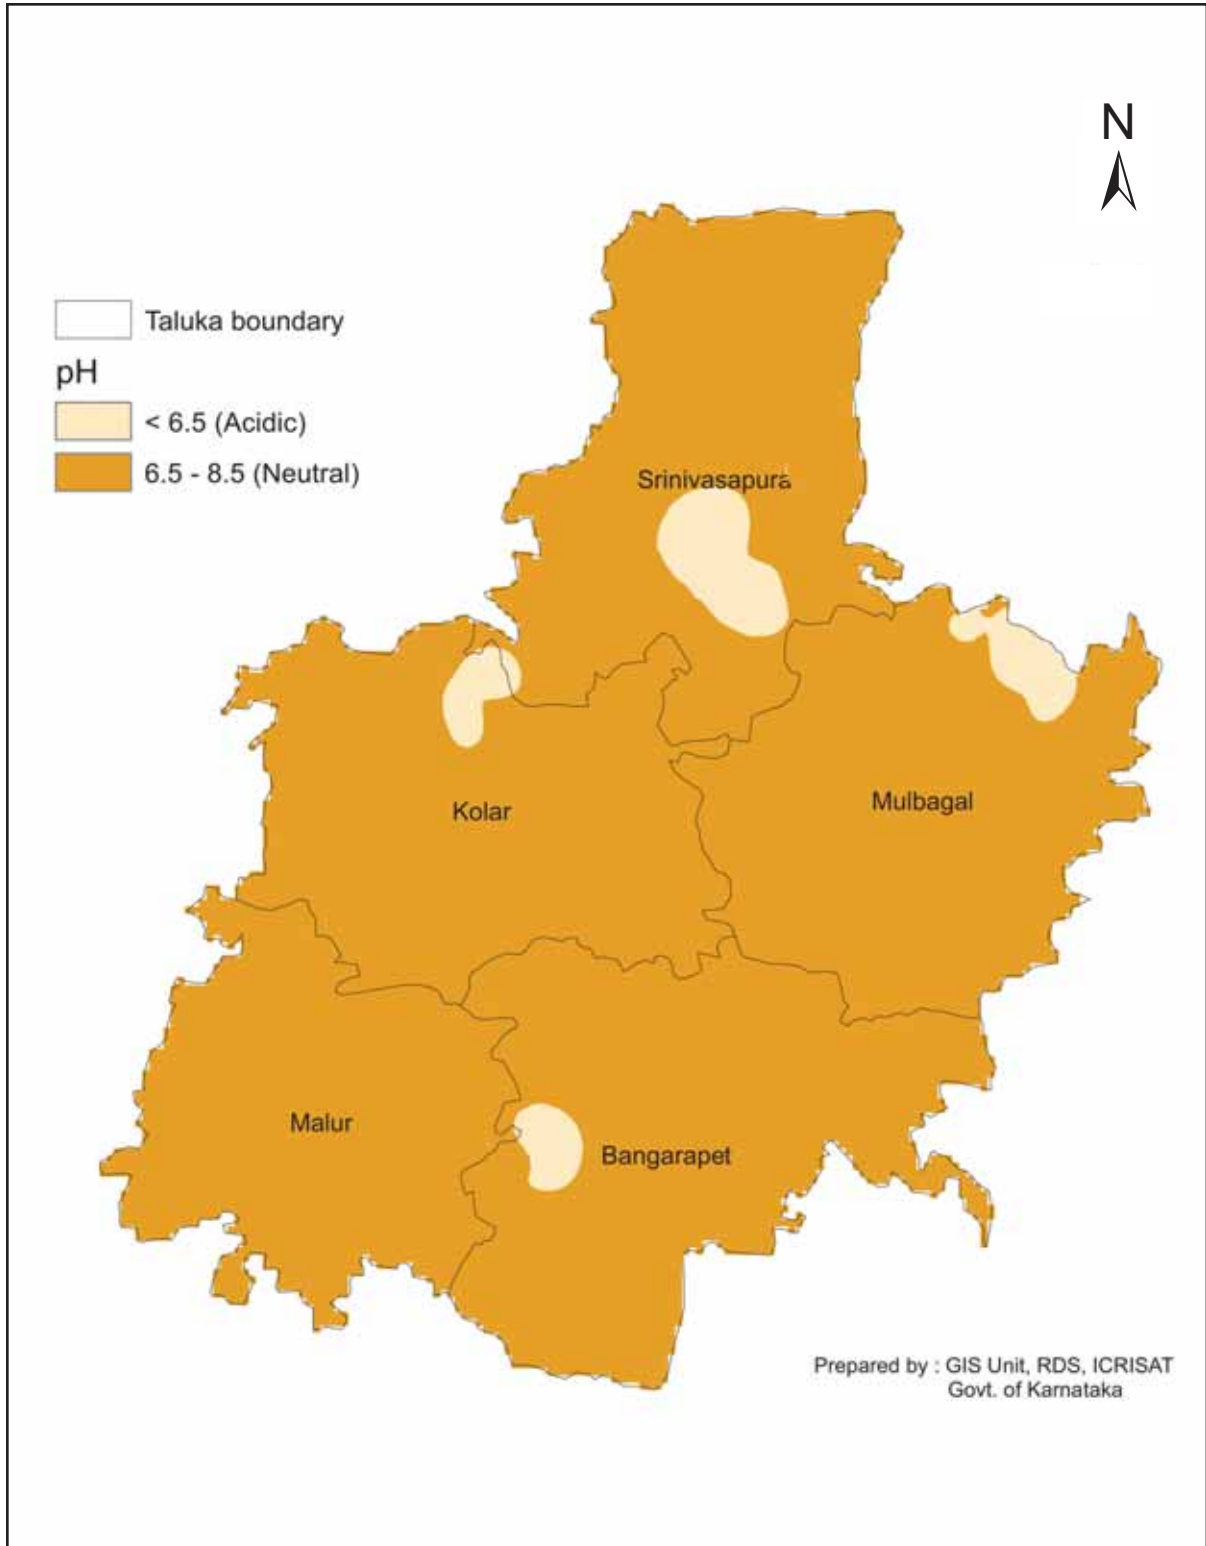 N
Taluka boundary
pH
< 6.5 (Acidic)
6.5 - 8.5 (Neutral)
Srinivasapura
Kolar
Mulbagal
Malur
Bangarapet
Prepared by : GIS Unit, RDS, ICRISAT
Govt. of Karnataka